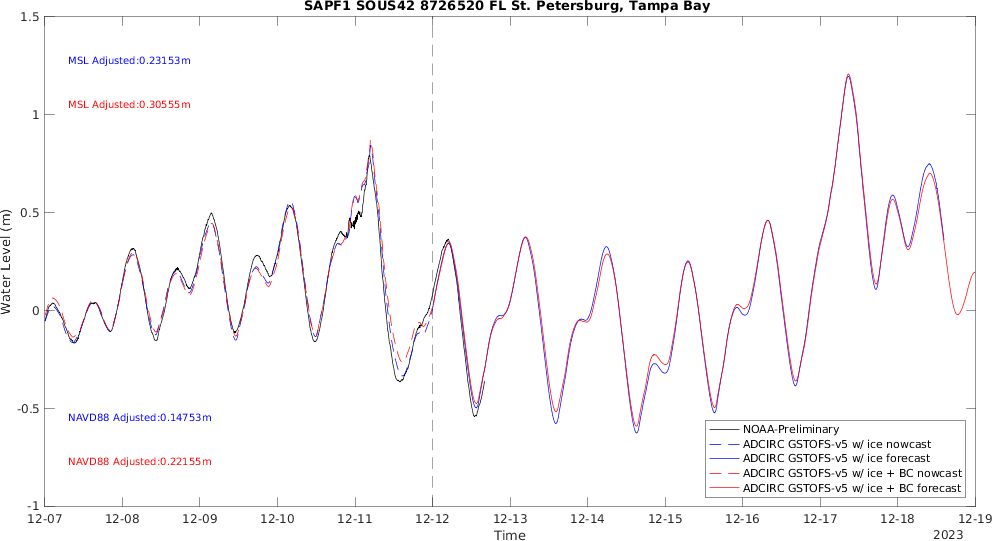 SAPF1 SOUS42 8726520 FL St. Petersburg, Tampa Bay
1.5
1
0.5
0
-0.5
-1
Water Level (m)
MSL Adjusted:0.23153m
MSL Adjusted:0.30555m
NAVD88 Adjusted:0.14753m
NAVD88 Adjusted:0.22155m
NOAA-Preliminary
ADCIRC GSTOFS-v5 w/ ice nowcast
ADCIRC GSTOFS-v5 w/ ice forecast
ADCIRC GSTOFS-v5 w/ ice + BC nowcast
ADCIRC GSTOFS-v5 w/ ice + BC forecast
12-07 12-08 12-09 12-10 12-11 12-12 12-13 12-14 12-15 12-16 12-17 12-18 12-19
Time
2023